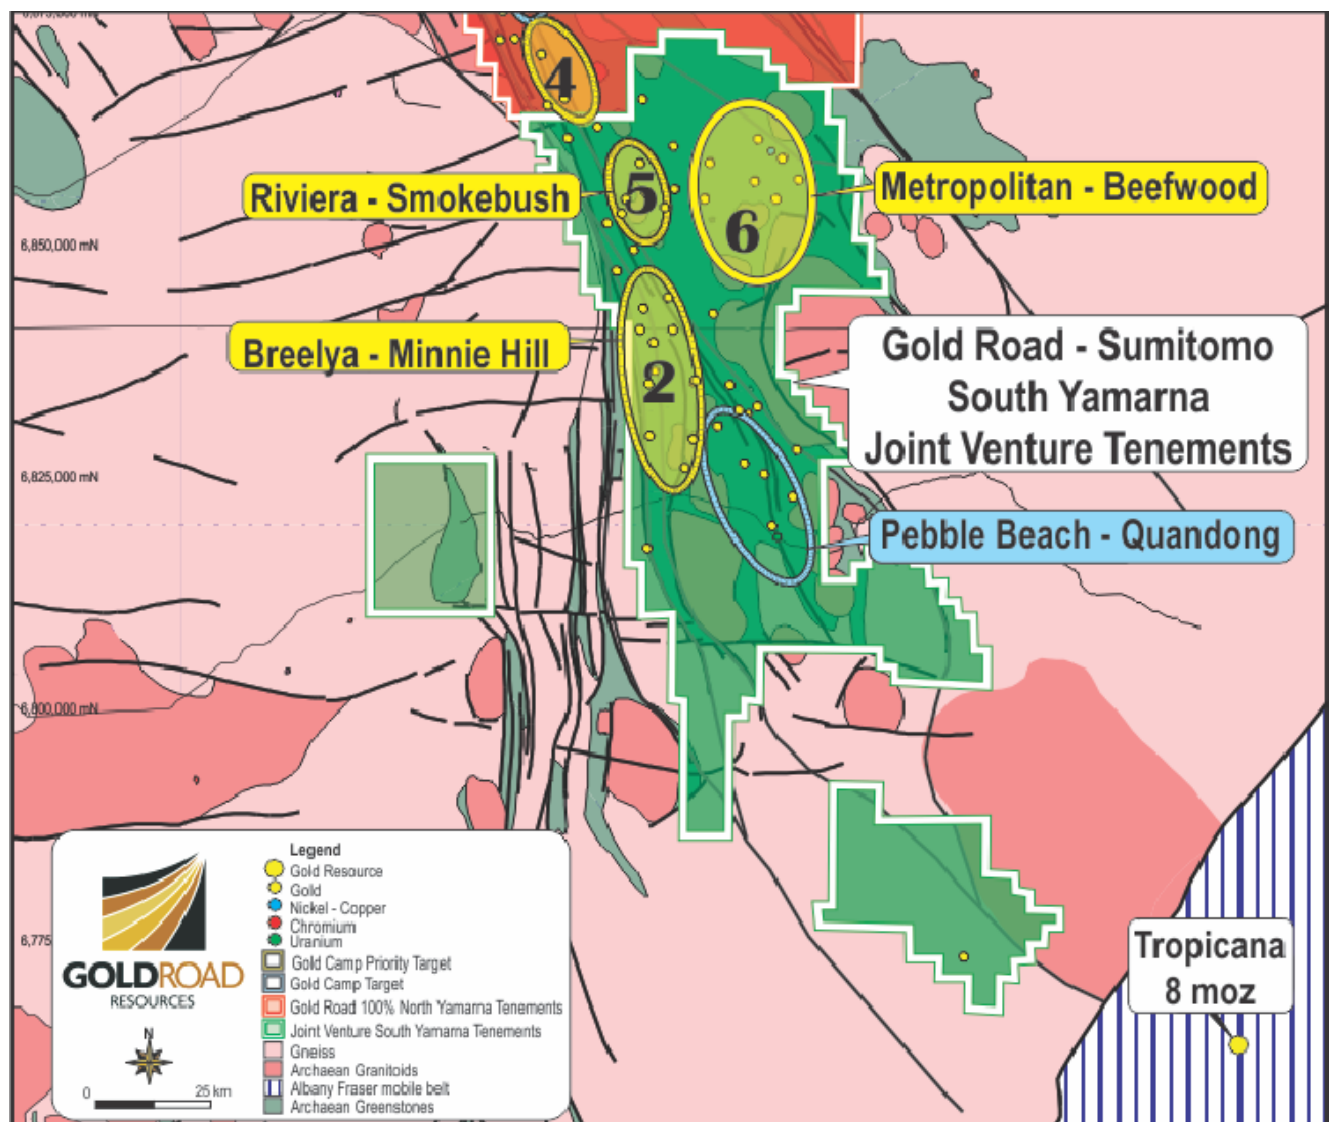 4
5
6
2
Riviera - Smokebush
Metropolitan - Beefwood
6,850,000 mN
Breelya - Minnie Hill
Gold Road - Sumitomo
South Yamarna
Joint Venture Tenements
6,825,000 mN
Pebble Beach - Quandong
6,800,000 mN
6,775
Tropicana
8 moz
Legend
Gold Resource
Gold
Nickel - Copper
Chromium
Uranium
Gold Camp Priority Target
Gold Camp Target
Gold Road 100% North Yamarna Tenements
Joint Venture South Yamarna Tenements
Gneiss
Archaean Granitoids
Albany Fraser mobile belt
Archaean Greenstones
GOLDROAD
RESOURCES
N
0 25 km